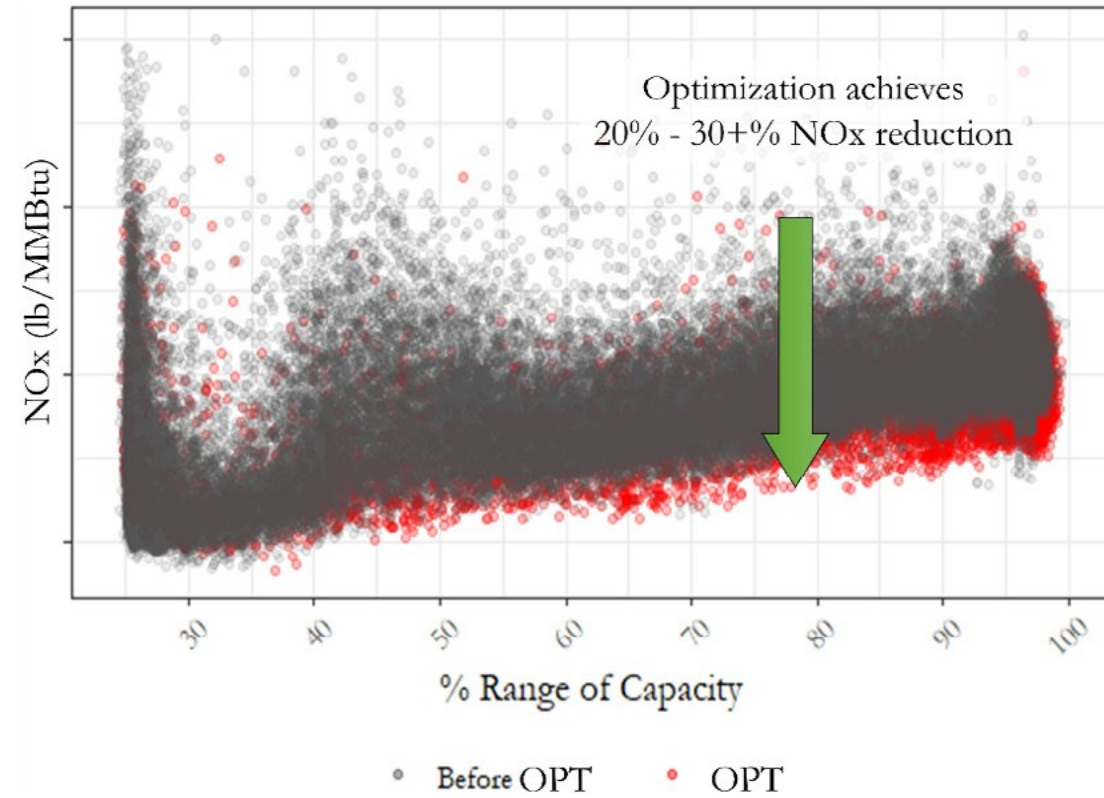 Optimization achieves
20% - 30+% NOx reduction
NOx (lb/MMBtu)
30 40 50 60 70 80 90 100
% Range of Capacity
Before OPT OPT